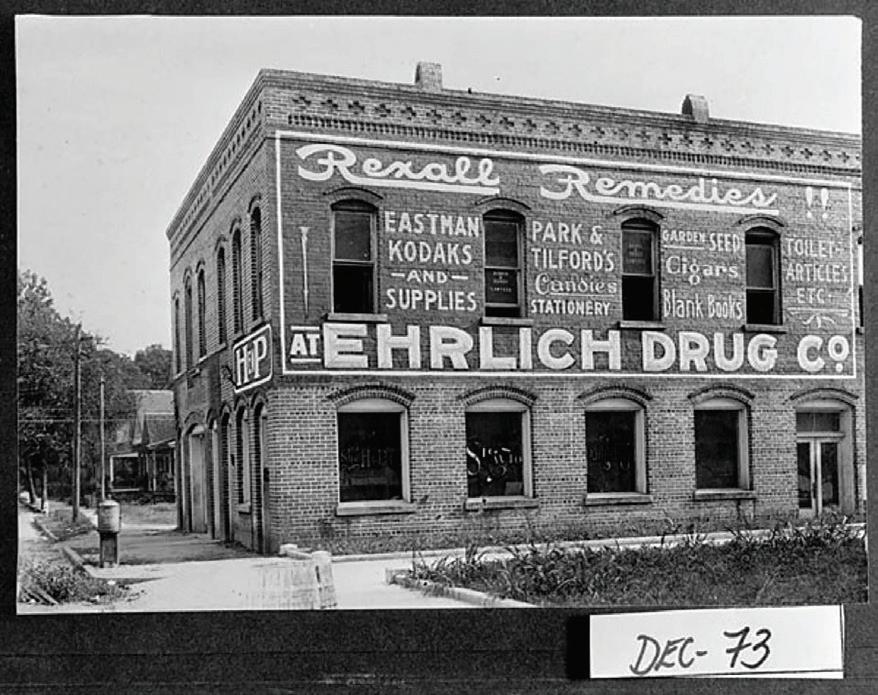 Rexall Remedies!!
EASTMAN
KODAKS
—AND—
SUPPLIES
PARK &
TILFORD'S
Candies
STATIONERY
GARDEN SEED
Cigars
Blank Books
TOILET
ARTICLES
ETC.
AT EHRLICH DRUG CO
H&P
DEC-73